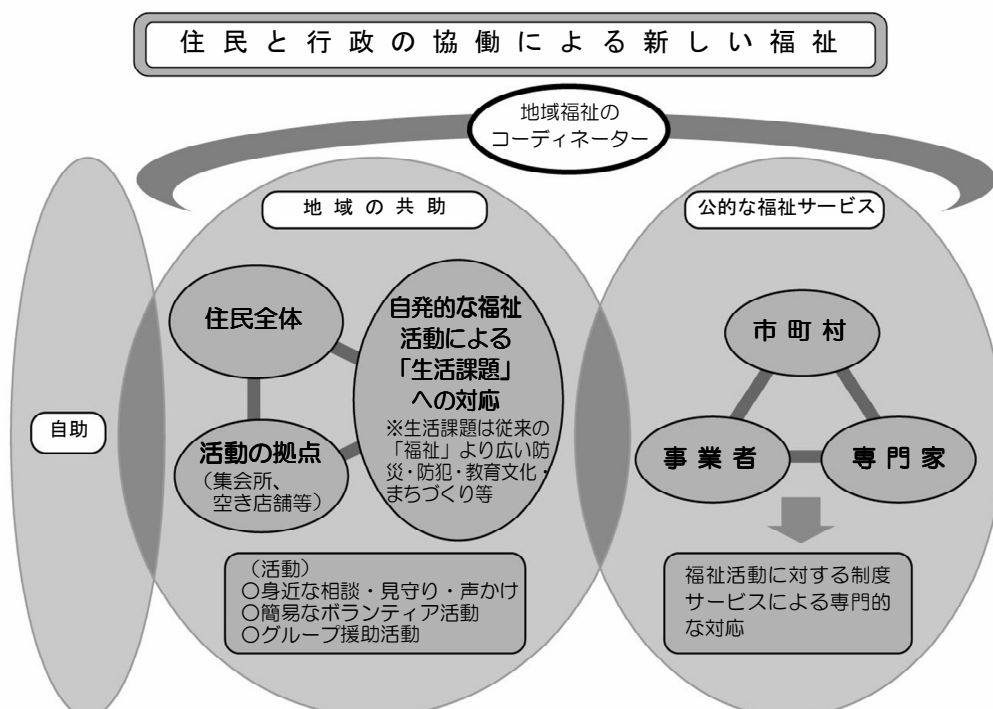 住民と行政の協働による新しい福祉
地域福祉の
コーディネーター
地域の共助
公的な福祉サービス
自助
住民全体
自発的な福祉
活動による
「生活課題」
への対応
※生活課題は従来の
「福祉」より広い防
災・防犯・教育文化・
まちづくり等
活動の拠点
（集会所、
空き店舗等）
（活動）
〇身近な相談・見守り・声かけ
〇簡易なボランティア活動
〇グループ援助活動
市町村
事業者
専門家
福祉活動に対する制度
サービスによる専門的
な対応